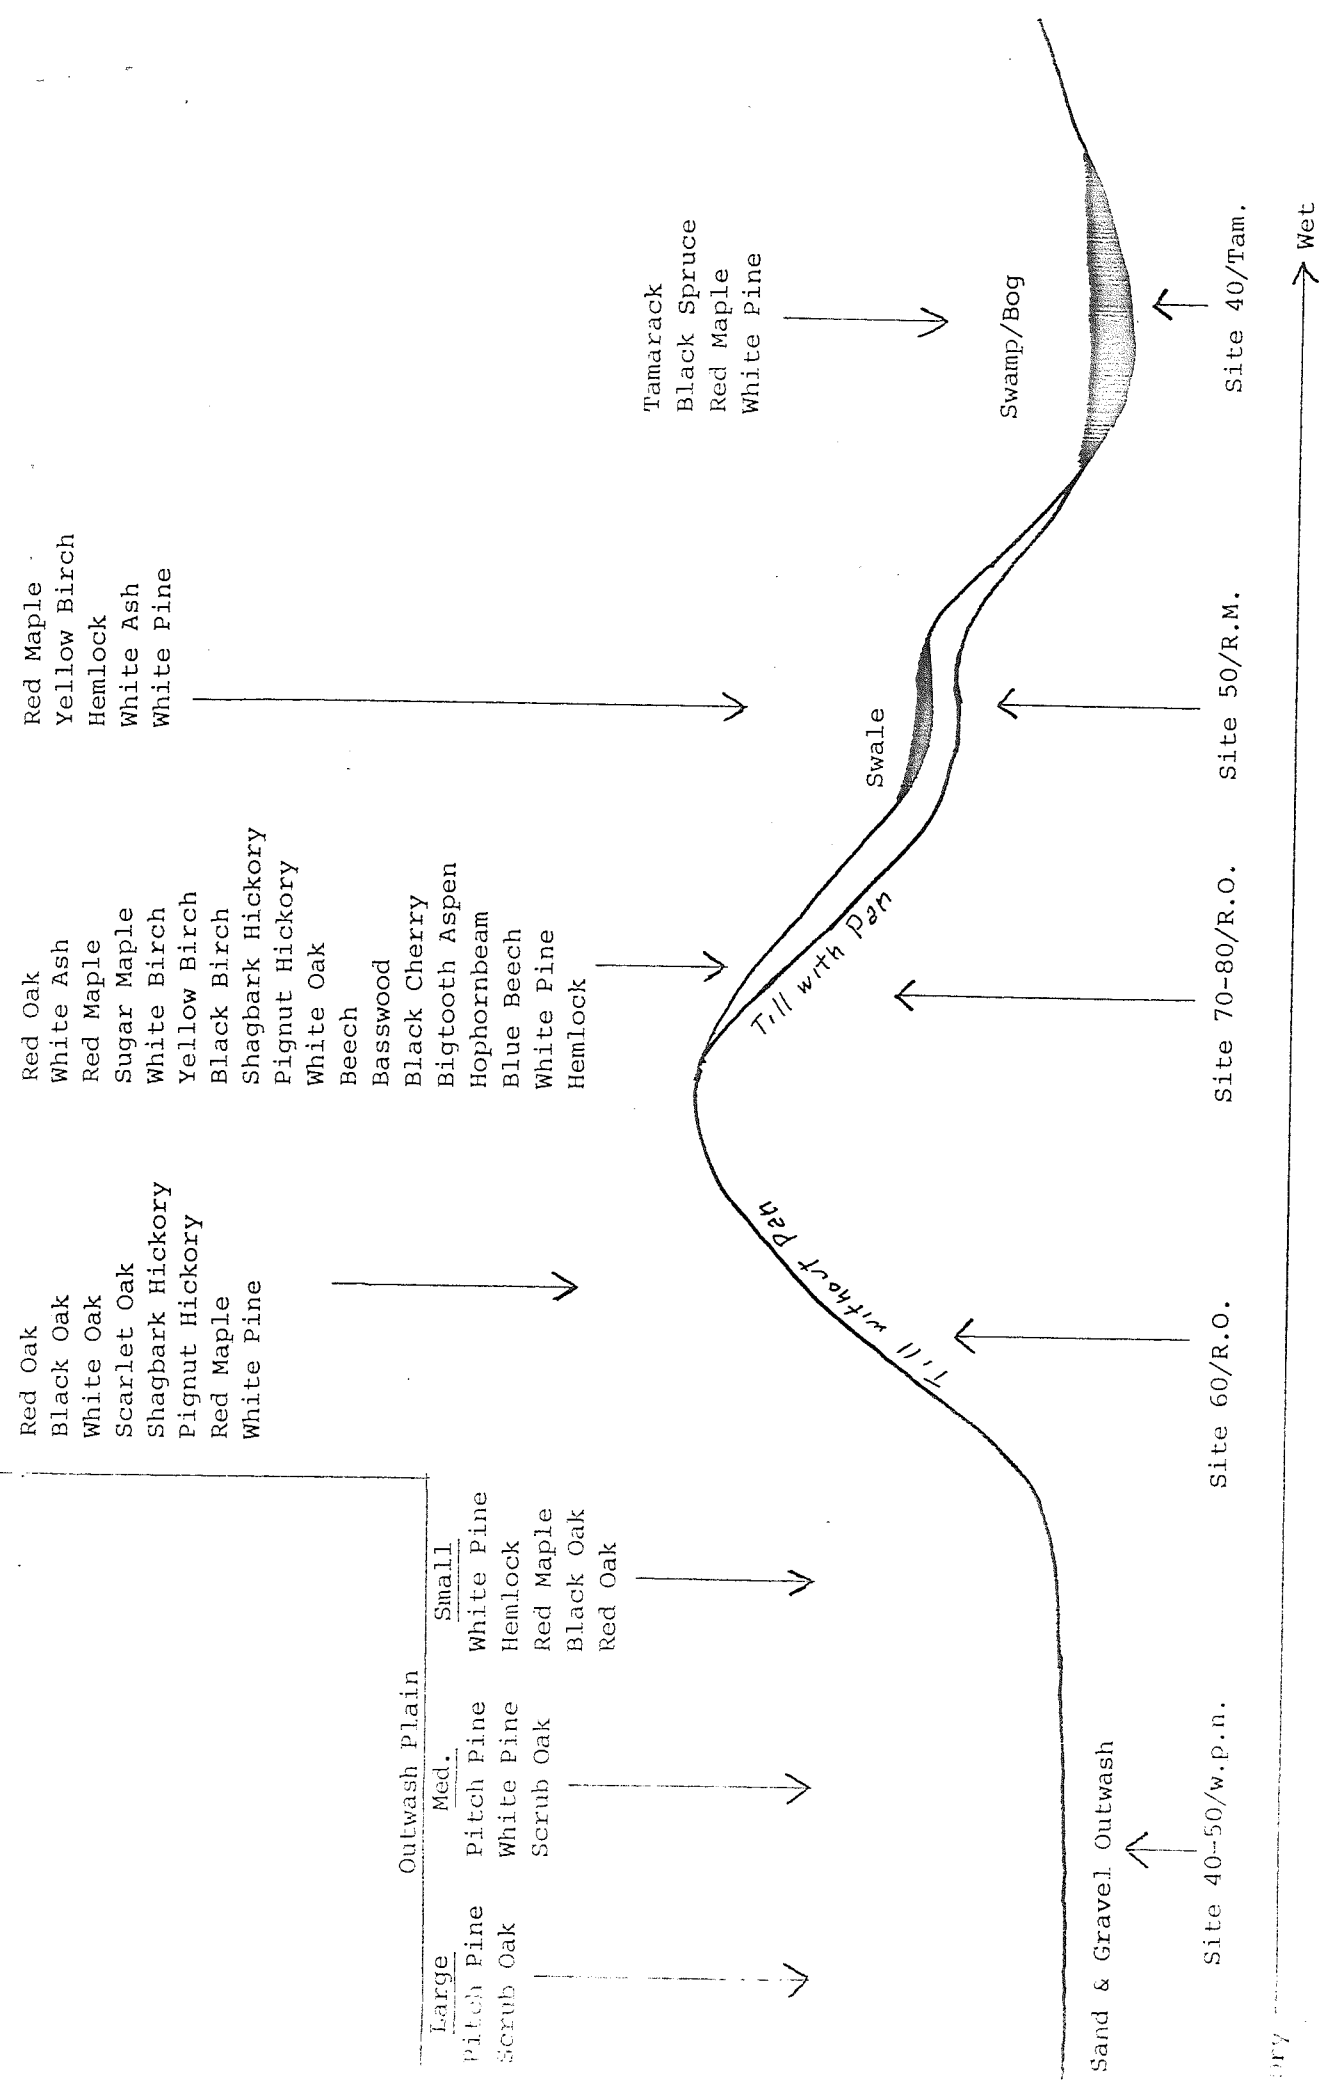 Outwash Plain
Large
Pitch Pine
Scrub Oak
Med.
Pitch Pine
White Pine
Scrub Oak
Small
White Pine
Hemlock
Red Maple
Black Oak
Red Oak
Red Oak
Black Oak
White Oak
Scarlet Oak
Shagbark Hickory
Pignut Hickory
Red Maple
White Pine
Red Oak
White Ash
Red Maple
Sugar Maple
White Birch
Yellow Birch
Black Birch
Shagbark Hickory
Pignut Hickory
White Oak
Beech
Basswood
Black Cherry
Bigtooth Aspen
Hophornbeam
Blue Beech
White Pine
Hemlock
Red Maple
Yellow Birch
Hemlock
White Ash
White Pine
Tamarack
Black Spruce
Red Maple
White Pine
Sand & Gravel Outwash
Till without Pan
Till with Pan
Swale
Swamp/Bog
Site 40-50/w.p.n.
Site 60/R.O.
Site 70-80/R.O.
Site 50/R.M.
Site 40/Tam.
Dry
Wet